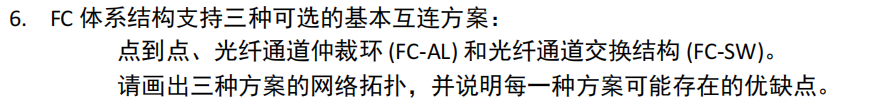 6. FC 体系结构支持三种可选的基本互连方案：
点到点、光纤通道仲裁环 (FC-AL) 和光纤通道交换结构 (FC-SW)。
请画出三种方案的网络拓扑，并说明每一种方案可能存在的优缺点。